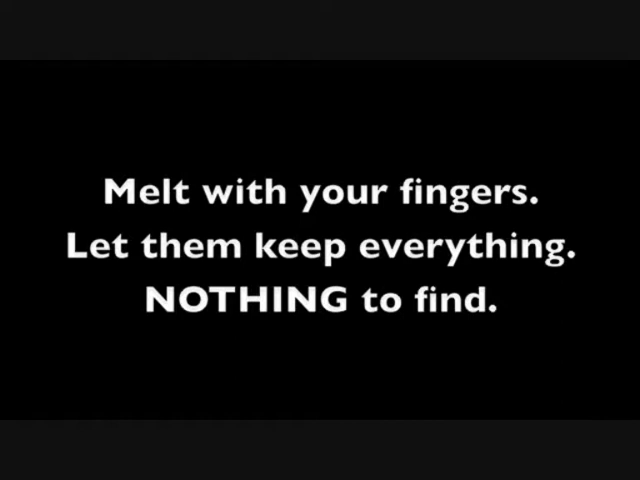 Melt with your fingers.
Let them keep everything.
NOTHING to find.